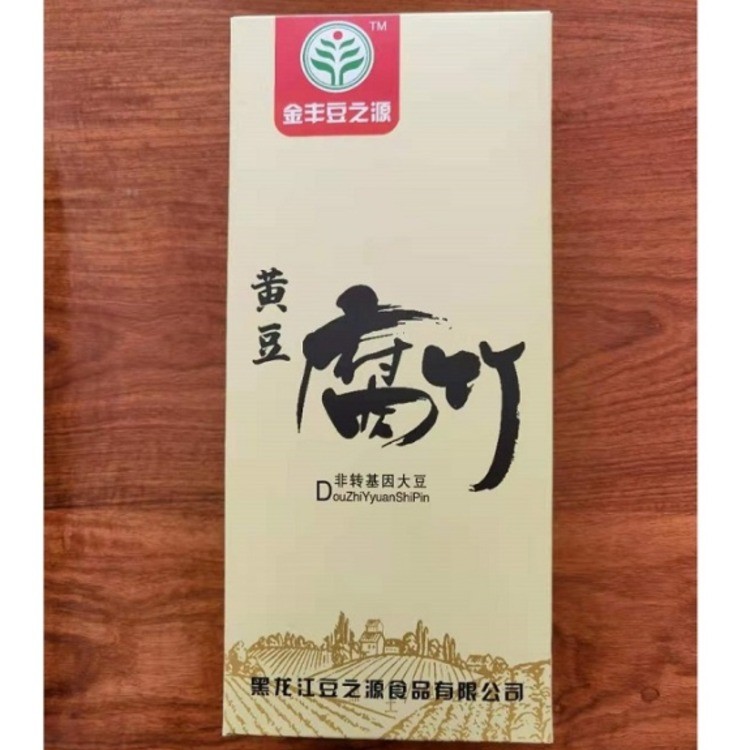 TM
金丰豆之源
黄豆
腐竹
非转基因大豆
DouZhiYyuanShiPin
黑龙江豆之源食品有限公司